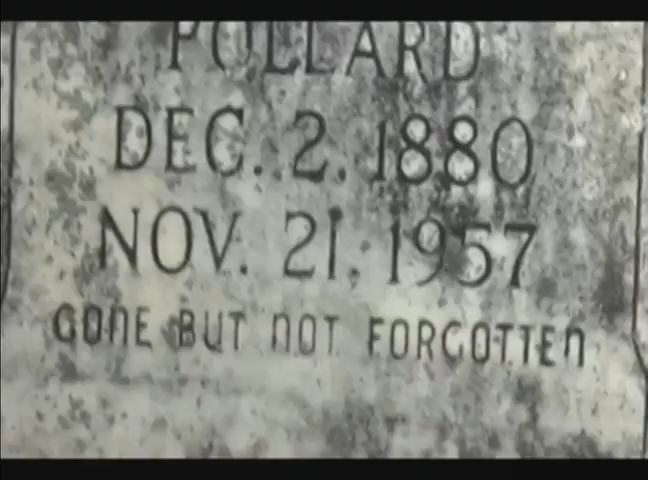 POLLARD
DEC. 2. 1880
NOV. 21, 1957
GONE BUT NOT FORGOTTEN